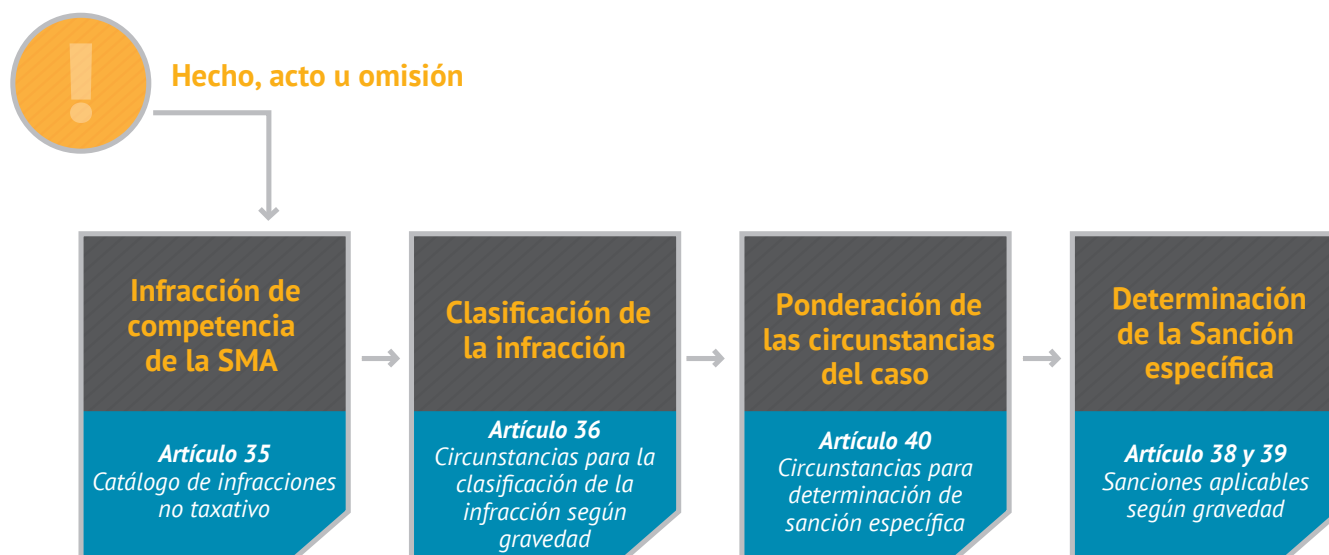 !
Hecho, acto u omisión
Infracción de
competencia
de la SMA
Artículo 35
Catálogo de infracciones
no taxativo
Clasificación de
la infracción
Artículo 36
Circunstancias para la
clasificación de la
infracción según
gravedad
Ponderación de
las circunstancias
del caso
Artículo 40
Circunstancias para
determinación de
sanción específica
Determinación
de la Sanción
específica
Artículo 38 y 39
Sanciones aplicables
según gravedad